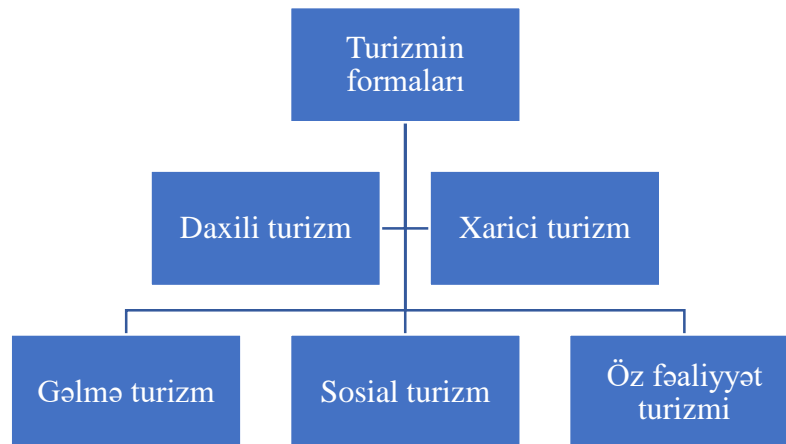 Turizmin
formaları
Daxili turizm
Xarici turizm
Gəlmə turizm
Sosial turizm
Öz fəaliyyət
turizmi